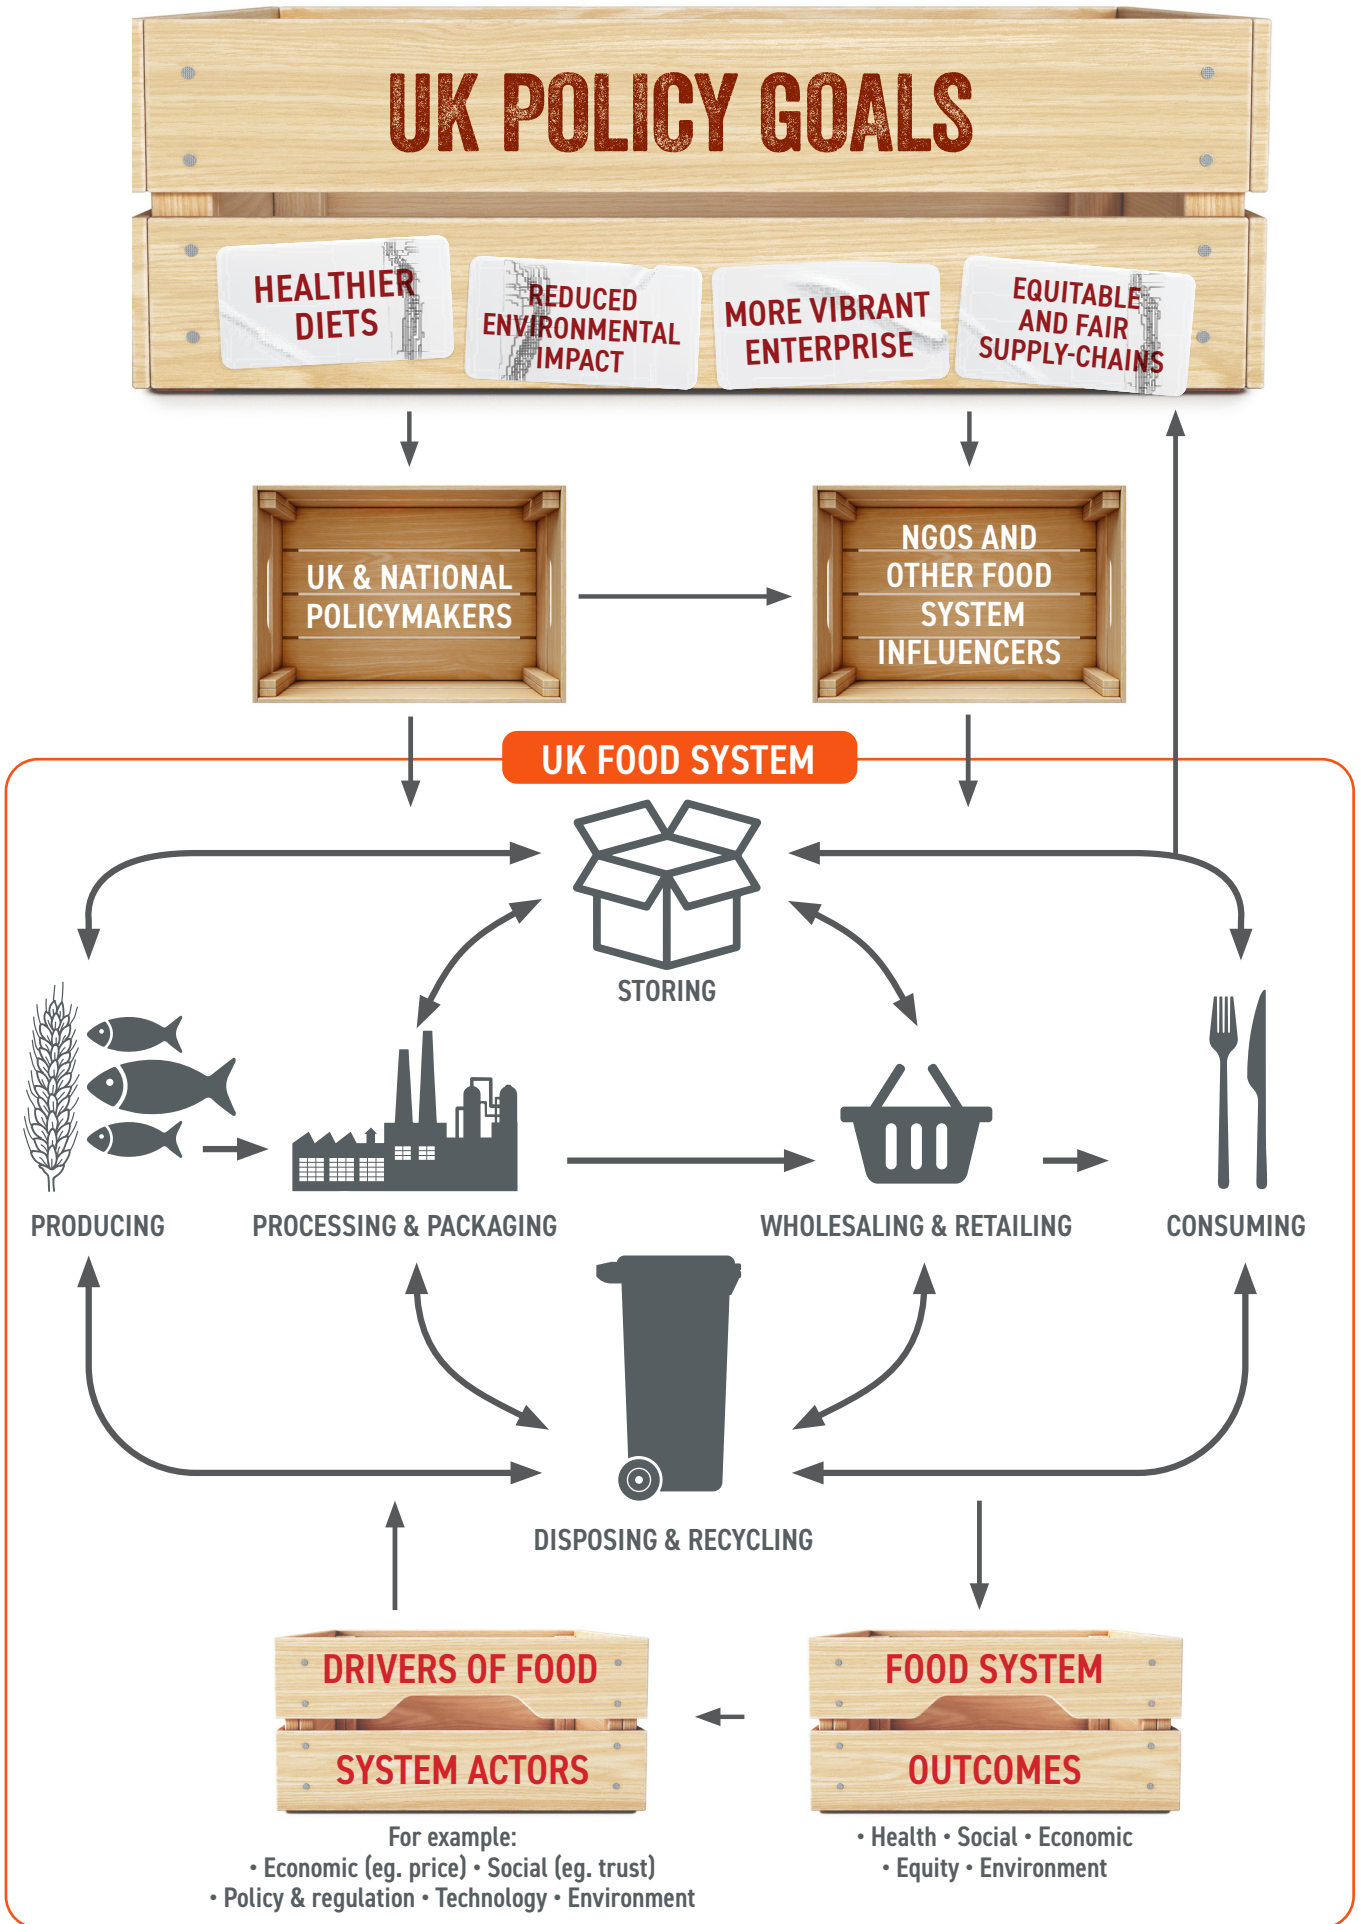 UK POLICY GOALS
HEALTHIER
DIETS
REDUCED
ENVIRONMENTAL
IMPACT
MORE VIBRANT
ENTERPRISE
EQUITABLE
AND FAIR
SUPPLY-CHAINS
UK & NATIONAL
POLICYMAKERS
NGOS AND
OTHER FOOD
SYSTEM
INFLUENCERS
UK FOOD SYSTEM
STORING
PRODUCING
PROCESSING & PACKAGING
WHOLESALING & RETAILING
CONSUMING
DISPOSING & RECYCLING
DRIVERS OF FOOD
SYSTEM ACTORS
For example:
• Economic (eg. price) • Social (eg. trust)
• Policy & regulation • Technology • Environment
FOOD SYSTEM
OUTCOMES
• Health • Social • Economic
• Equity • Environment